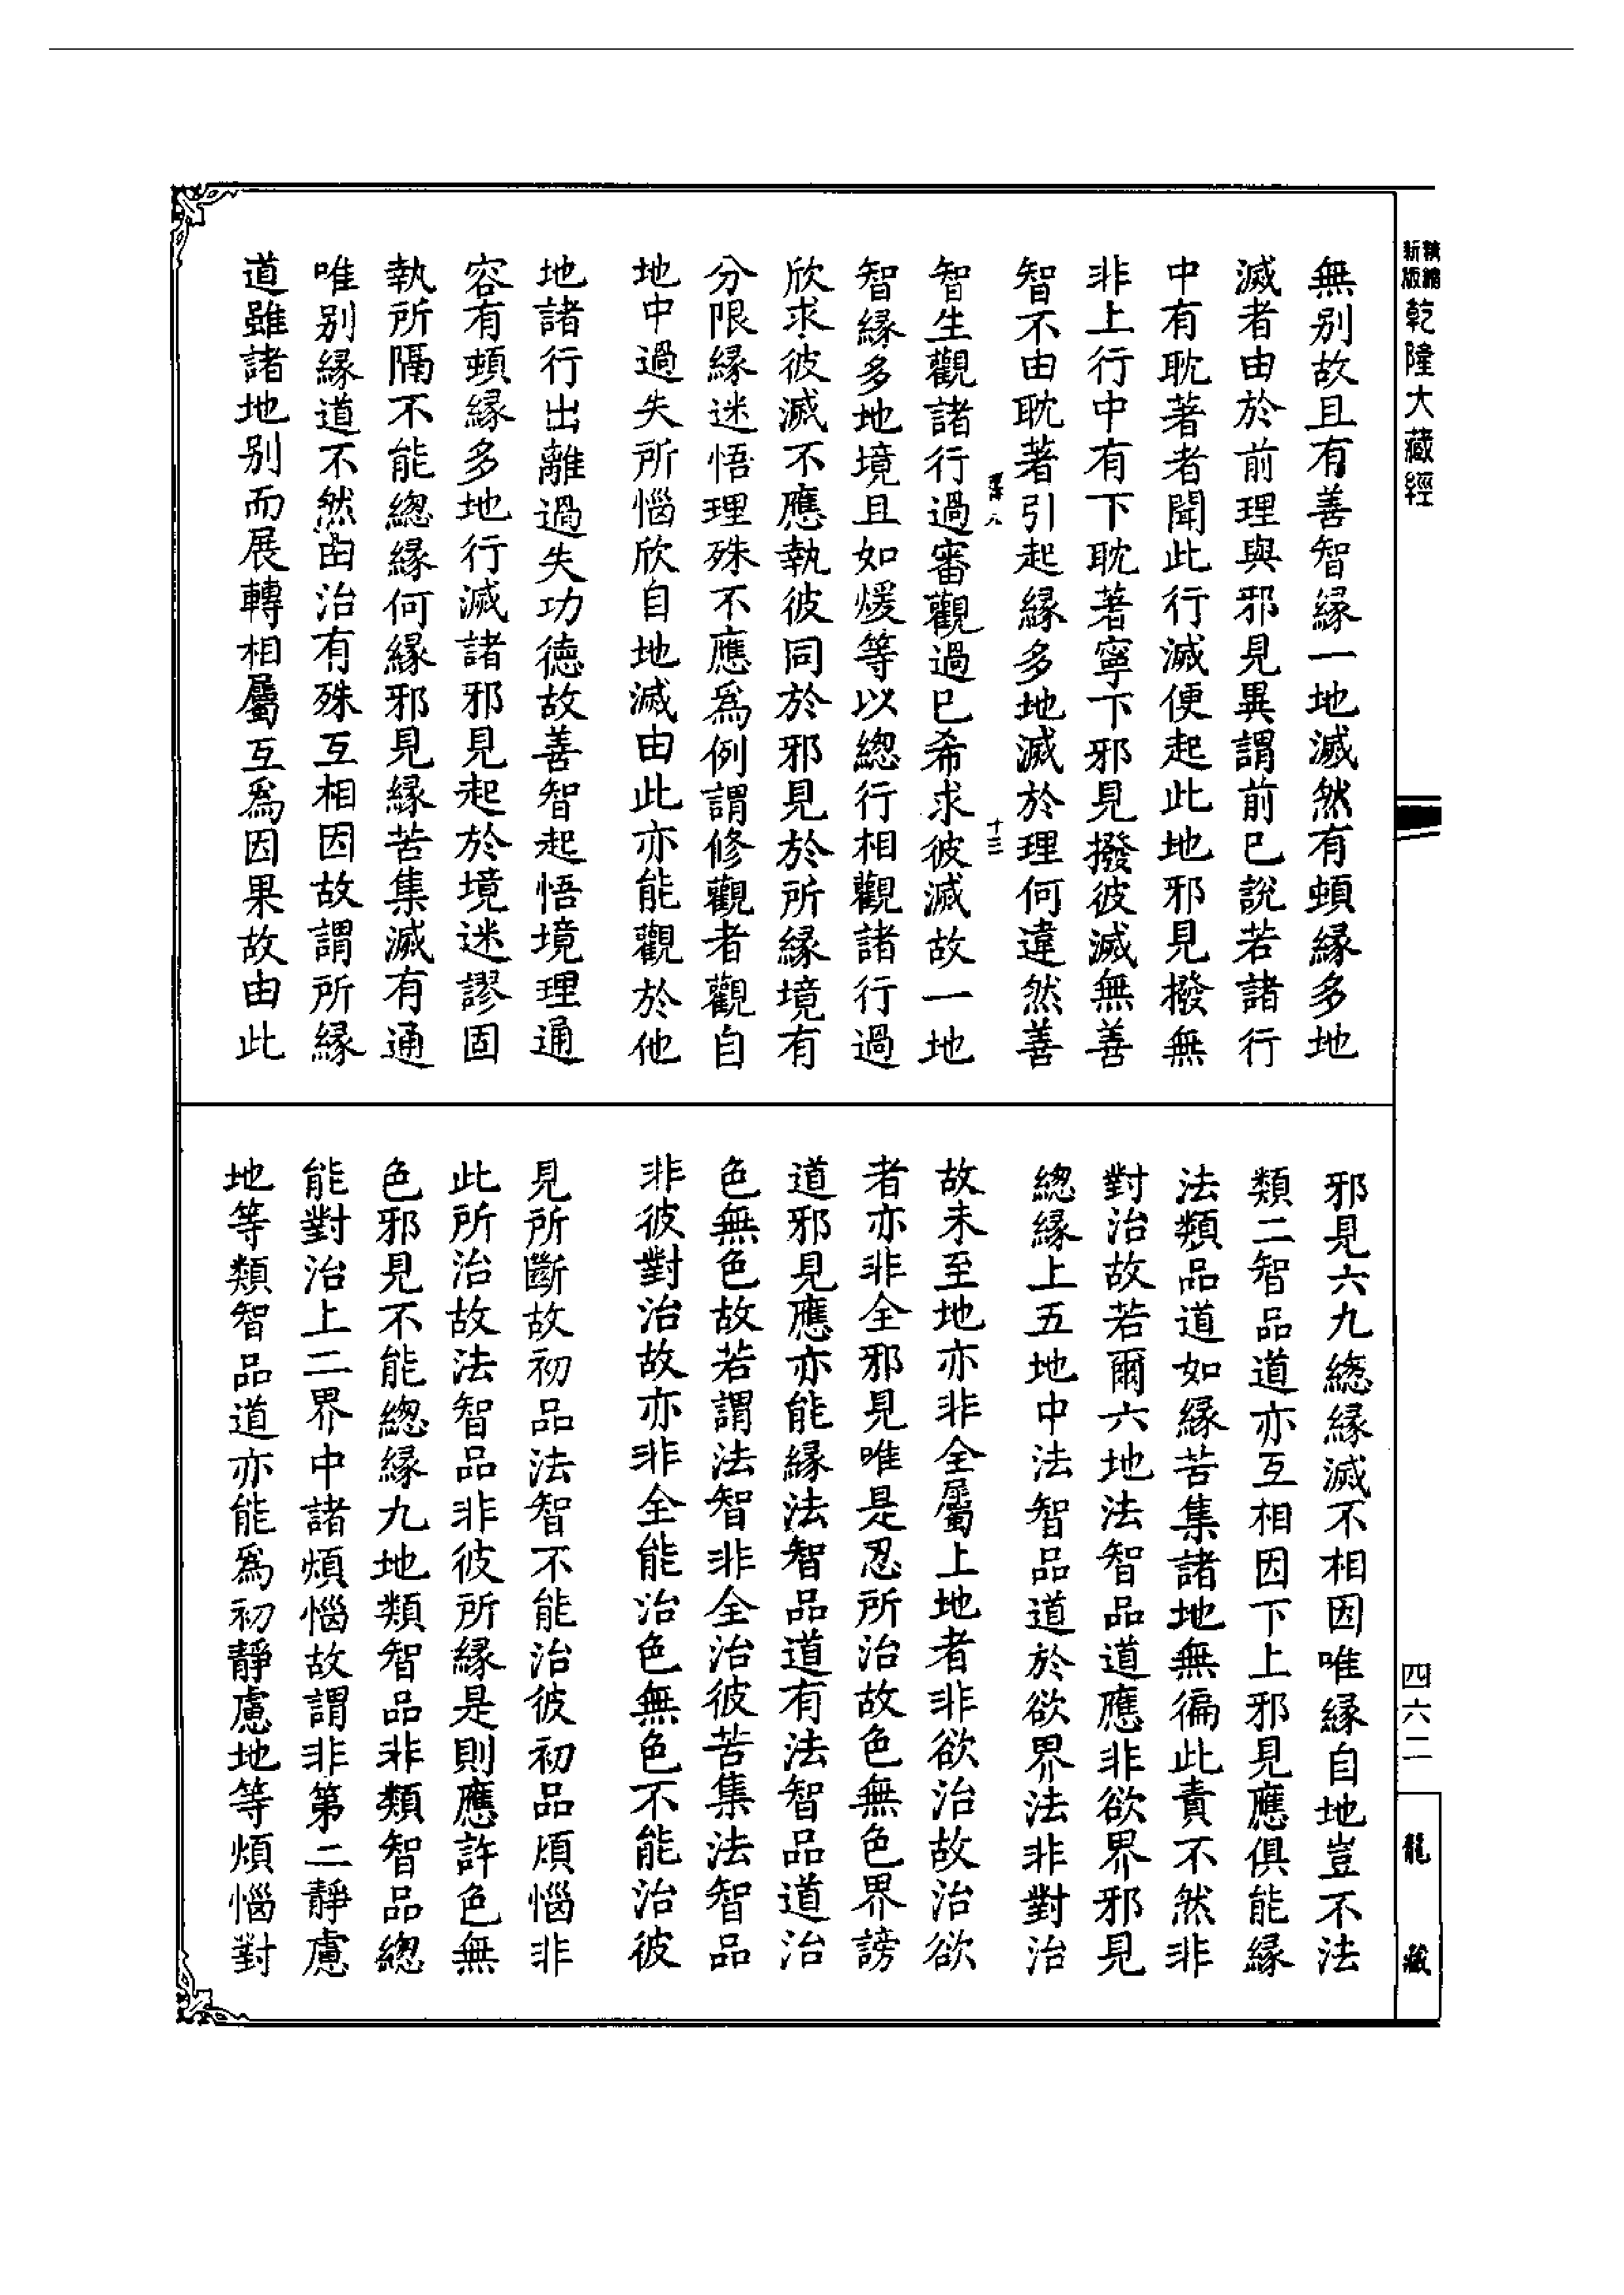 精縮新版乾隆大藏經
無別故且有善智緣一地滅然有頓緣多地
滅者由於前理與邪見異謂前已說若諸行
中有耽著者聞此行滅便起此地邪見撥無
非上行中有下耽著寧下邪見撥彼滅無善
智不由耽著引起緣多地滅於理何違然善
十三
智生觀諸行過審觀過已希求彼滅故一地
智緣多地境且如煖等以總行相觀諸行過
欣求彼滅不應執彼同於邪見於所緣境有
分限緣迷悟理殊不應爲例謂修觀者觀自
地中過失所惱欣自地滅由此亦能觀於他
地諸行出離過失功德故善智起悟境理通
容有頓緣多地行滅諸邪見起於境迷謬固
執所隔不能總緣何緣邪見緣苦集滅有通
唯別緣道不然由治有殊互相因故謂所緣
道雖諸地別而展轉相屬互爲因果故由此
邪見六九總緣滅不相因唯緣自地豈不法
類二智品道亦互相因下上邪見應俱能緣
法類品道如緣苦集諸地無徧此責不然非
對治故若爾六地法智品道應非欲界邪見
總緣上五地中法智品道於欲界法非對治
故未至地亦非全屬上地者非欲治故治欲
者亦非全邪見唯是忍所治故色無色界謗
道邪見應亦能緣法智品道有法智品道治
色無色故若謂法智非全治彼苦集法智品
非彼對治故亦非全能治色無色不能治彼
見所斷故初品法智不能治彼初品煩惱非
此所治故法智品非彼所緣是則應許色無
色邪見不能總緣九地類智品非類智品總
能對治上二界中諸煩惱故謂非第二靜慮
地等類智品道亦能爲初靜慮地等煩惱對
四六二
龍藏